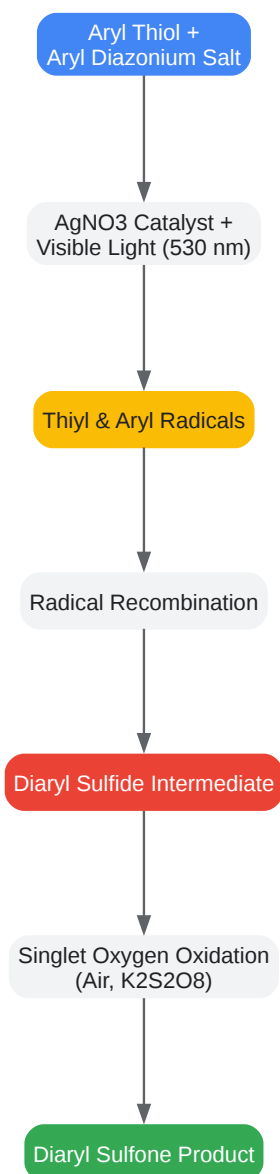 Aryl Thiol +
Aryl Diazonium Salt
AgNO3 Catalyst +
Visible Light (530 nm)
Thiyl & Aryl Radicals
Radical Recombination
Diaryl Sulfide Intermediate
Singlet Oxygen Oxidation
(Air, K2S2O8)
Diaryl Sulfone Product